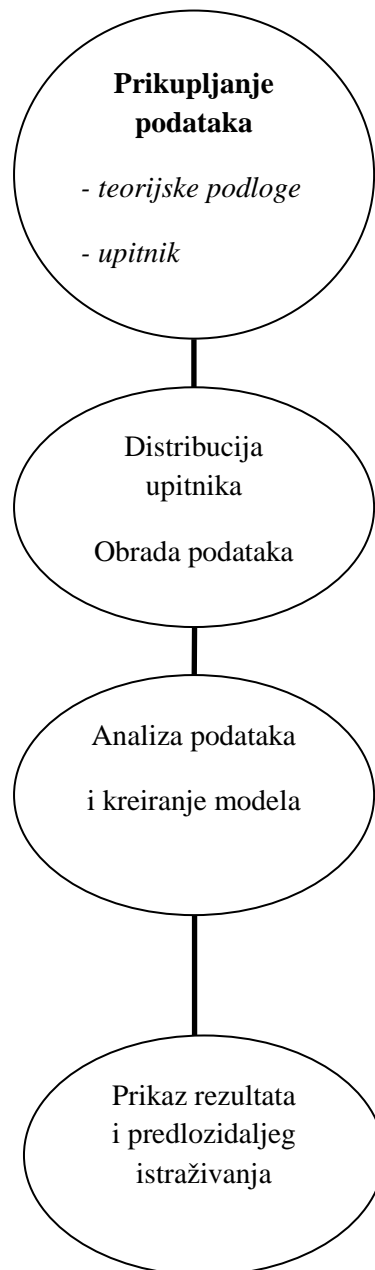 Prikupljanje
podataka
- teorijske podloge
- upitnik
Distribucija
upitnika
Obrada podataka
Analiza podataka
i kreiranje modela
Prikaz rezultata
i predlozidaljeg
istraživanja